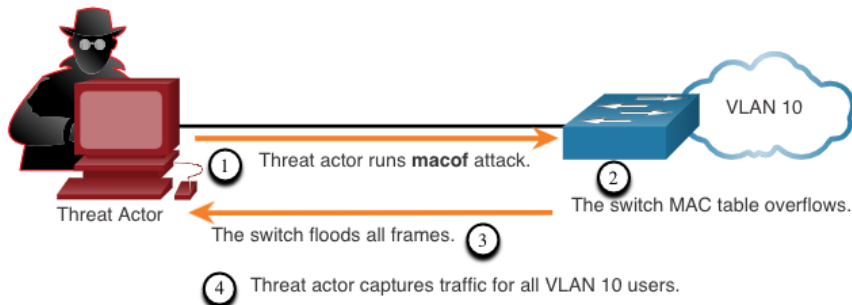 VLAN 10
1 Threat actor runs macof attack.
2
The switch MAC table overflows.
Threat Actor
The switch floods all frames. 3
4 Threat actor captures traffic for all VLAN 10 users.